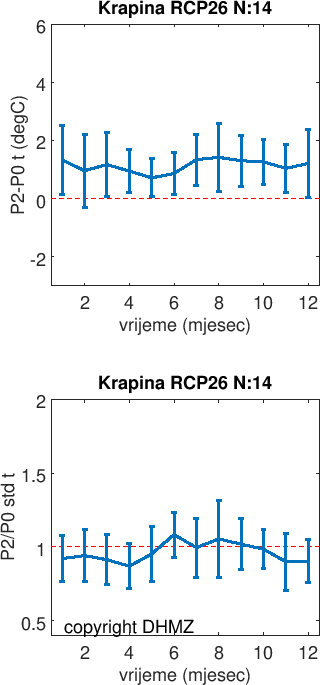 Krapina RCP26 N:14
6
4
2
0
-2
P2-P0 t (degC)
2 4 6 8 10 12
vrijeme (mjesec)
Krapina RCP26 N:14
2
1.5
1
0.5
P2/P0 std t
copyright DHMZ
2 4 6 8 10 12
vrijeme (mjesec)